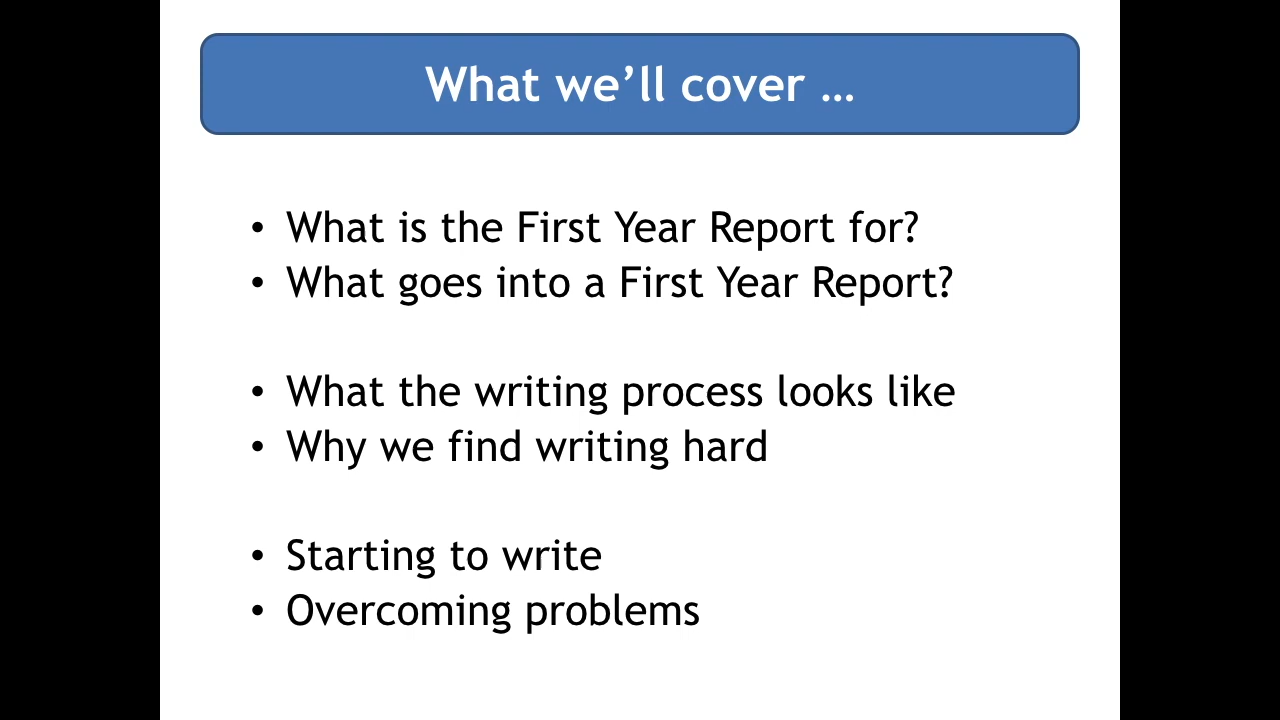 What we’ll cover …
• What is the First Year Report for?
• What goes into a First Year Report?
• What the writing process looks like
• Why we find writing hard
• Starting to write
• Overcoming problems